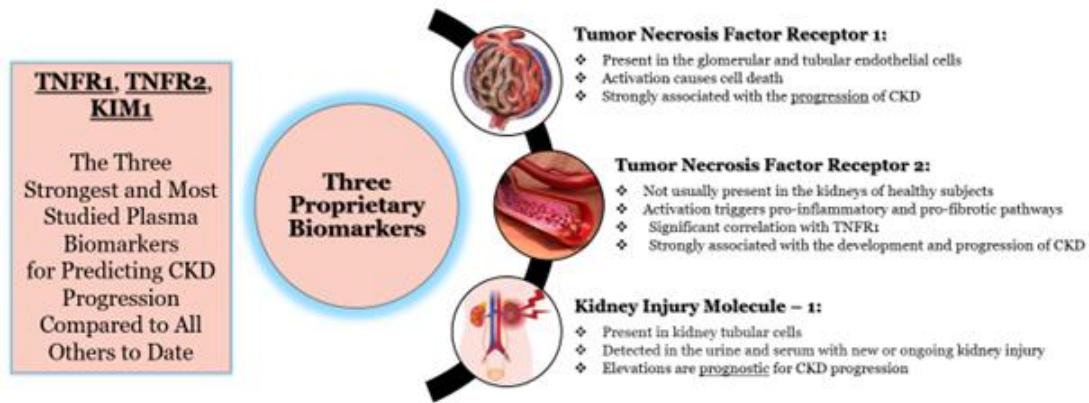 TNFR1, TNFR2,
KIM1
The Three
Strongest and Most
Studied Plasma
Biomarkers
for Predicting CKD
Progression
Compared to All
Others to Date
Three
Proprietary
Biomarkers
Tumor Necrosis Factor Receptor 1:
❖ Present in the glomerular and tubular endothelial cells
❖ Activation causes cell death
❖ Strongly associated with the progression of CKD
Tumor Necrosis Factor Receptor 2:
❖ Not usually present in the kidneys of healthy subjects
❖ Activation triggers pro-inflammatory and pro-fibrotic pathways
❖ Significant correlation with TNFR1
❖ Strongly associated with the development and progression of CKD
Kidney Injury Molecule – 1:
❖ Present in kidney tubular cells
❖ Detected in the urine and serum with new or ongoing kidney injury
❖ Elevations are prognostic for CKD progression